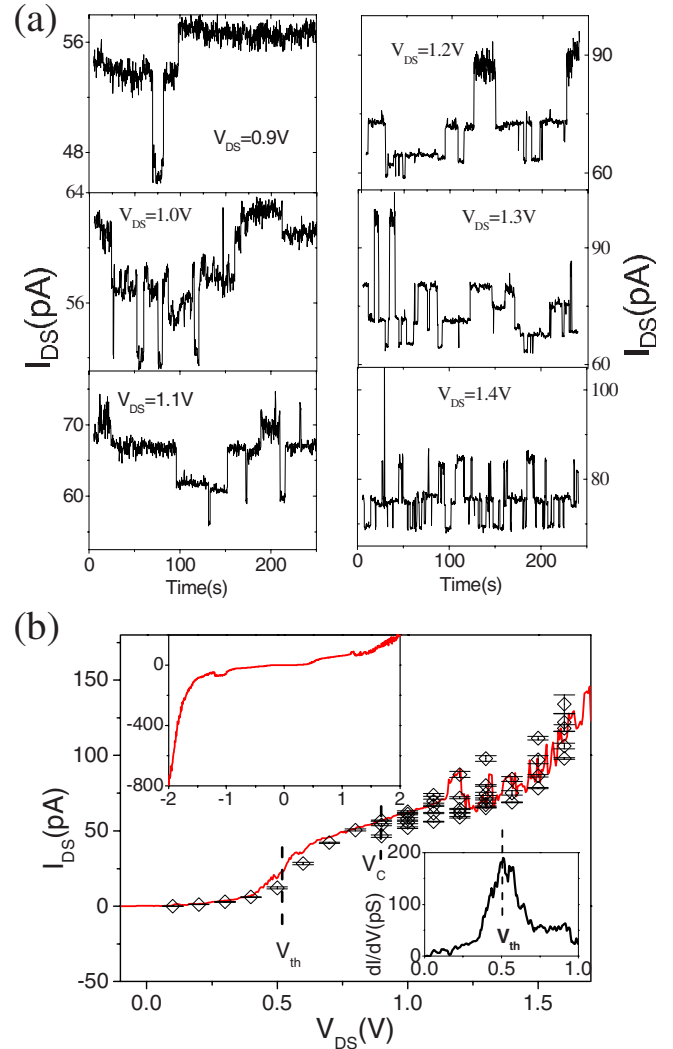 (a)
56
48
V_DS=0.9V
64
56
V_DS=1.0V
I_DS(pA)
70
60
V_DS=1.1V
0 100 200
Time(s)
V_DS=1.2V
90
60
V_DS=1.3V
90
60
I_DS(pA)
V_DS=1.4V
100
80
0 100 200
Time(s)
(b)
150
100
50
0
-50
I_DS(pA)
0
-400
-800
-2 -1 0 1 2
V_th
V_C
200
100
0
dI/dV(pS)
V_th
0.0 0.5 1.0
0.0 0.5 1.0 1.5
V_DS(V)